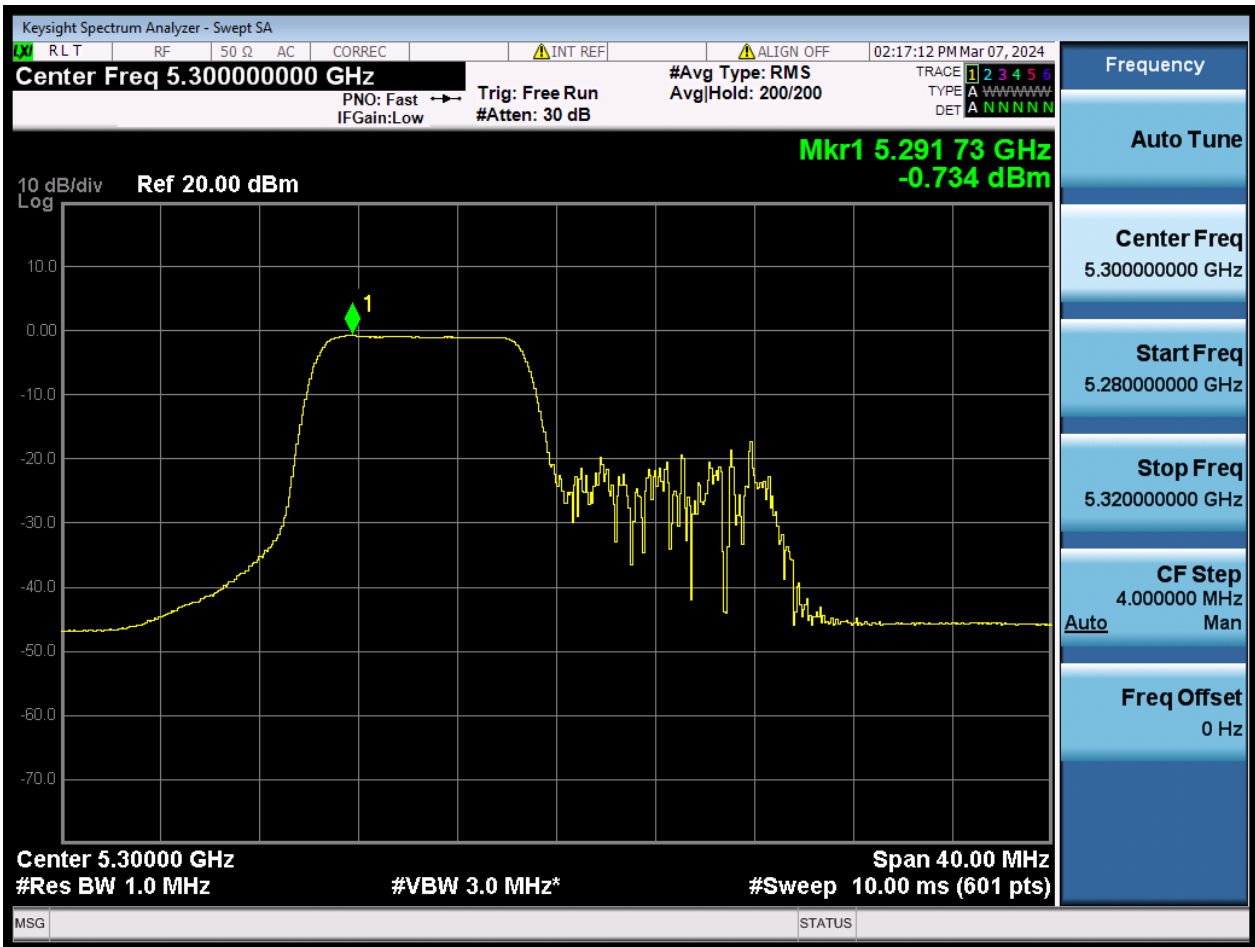 Keysight Spectrum Analyzer - Swept SA
LXI RLT RF 50 Ω AC CORREC ⚠INT REF ⚠ALIGN OFF 02:17:12 PM Mar 07, 2024
Center Freq 5.300000000 GHz
PNO: Fast
IFGain:Low
Trig: Free Run
#Atten: 30 dB
#Avg Type: RMS
Avg|Hold: 200/200
TRACE 1 2 3 4 5 6
TYPE A WWWWW
DET A N N N N N
Mkr1 5.291 73 GHz
-0.734 dBm
10 dB/div Ref 20.00 dBm
Log
10.0
1
0.00
-10.0
-20.0
-30.0
-40.0
-50.0
-60.0
-70.0
Center 5.30000 GHz Span 40.00 MHz
#Res BW 1.0 MHz #VBW 3.0 MHz* #Sweep 10.00 ms (601 pts)
MSG STATUS
Frequency
Auto Tune
Center Freq
5.300000000 GHz
Start Freq
5.280000000 GHz
Stop Freq
5.320000000 GHz
CF Step
4.000000 MHz
Auto Man
Freq Offset
0 Hz